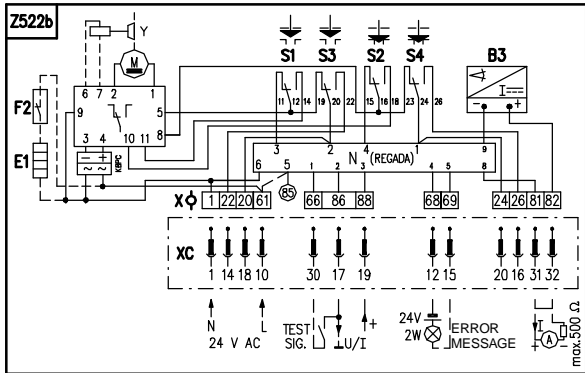 Z522b
S1 S3 S2 S4 B3
Y
M
6 7 2 1
F2
9 5
8
3 4 10 11
- +
~ ~
KBPC
E1
11 12 14 19 20 22 15 16 18 23 24 26
I
- +
3 2 4 1 9
N (REGADA)
6 5 1 2 3 4 5 8
85
X 1 22 20 61 66 86 88 68 69 24 26 81 82
XC
1 14 18 10 30 17 19 12 15 20 16 31 32
N L
24 V AC
TEST
SIG.
U/I
+
24V
2W
ERROR
MESSAGE
I
A
max.500 Ω